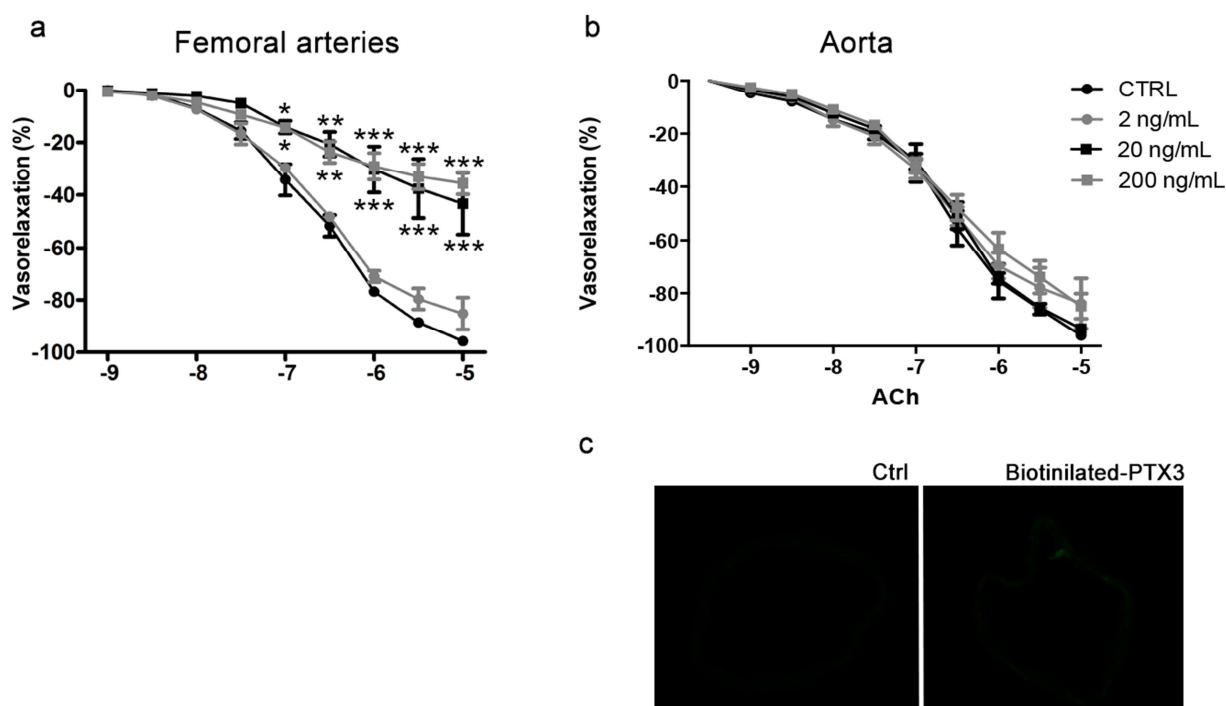 a
Femoral arteries
Vasorelaxation (%)
0
-20
-40
-60
-80
-100
*
*
**
**
***
***
***
***
***
***
-9
-8
-7
-6
-5
b
Aorta
Vasorelaxation (%)
0
-20
-40
-60
-80
-100
-9
-8
-7
-6
-5
ACh
CTRL
2 ng/mL
20 ng/mL
200 ng/mL
c
Ctrl
Biotinilated-PTX3